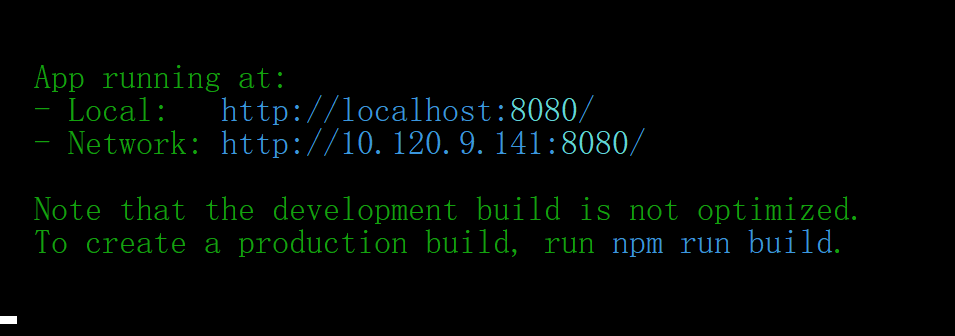 App running at:
- Local:   http://localhost:8080/
- Network: http://10.120.9.141:8080/
Note that the development build is not optimized.
To create a production build, run npm run build.